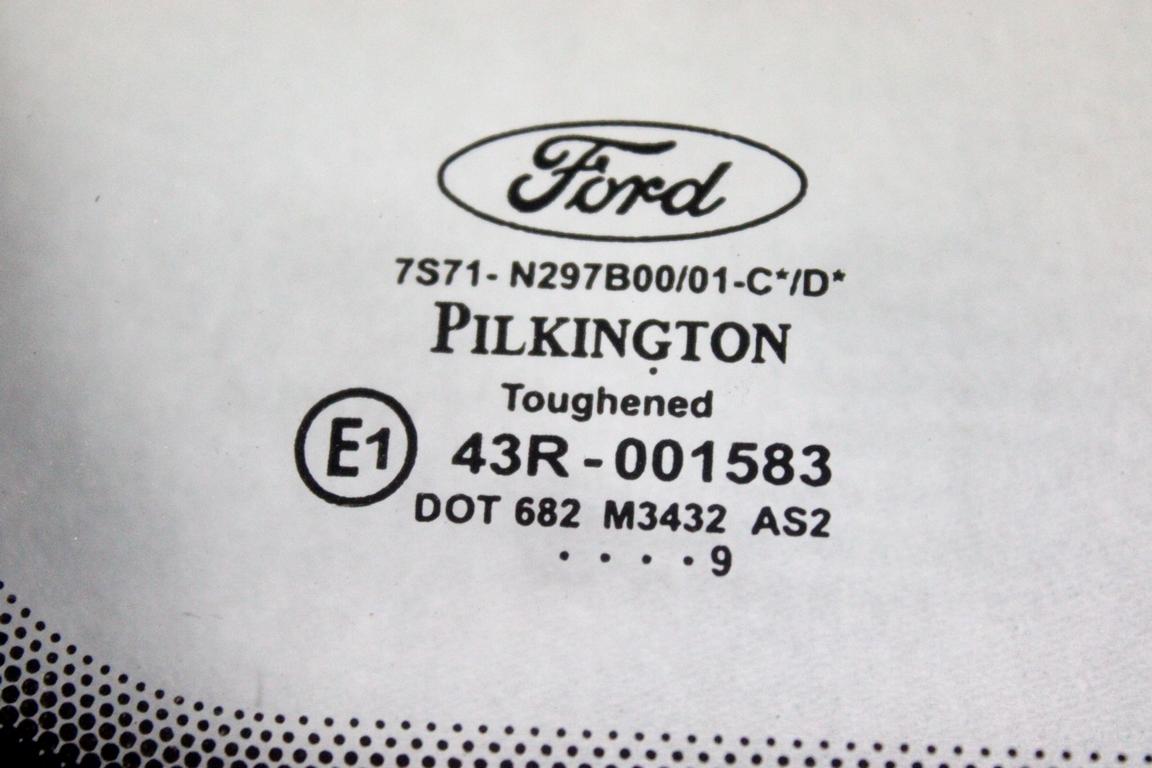 Ford
7S71- N297B00/01-C*/D*
PILKINGTON
Toughened
E1 43R-001583
DOT 682 M3432 AS2
....9